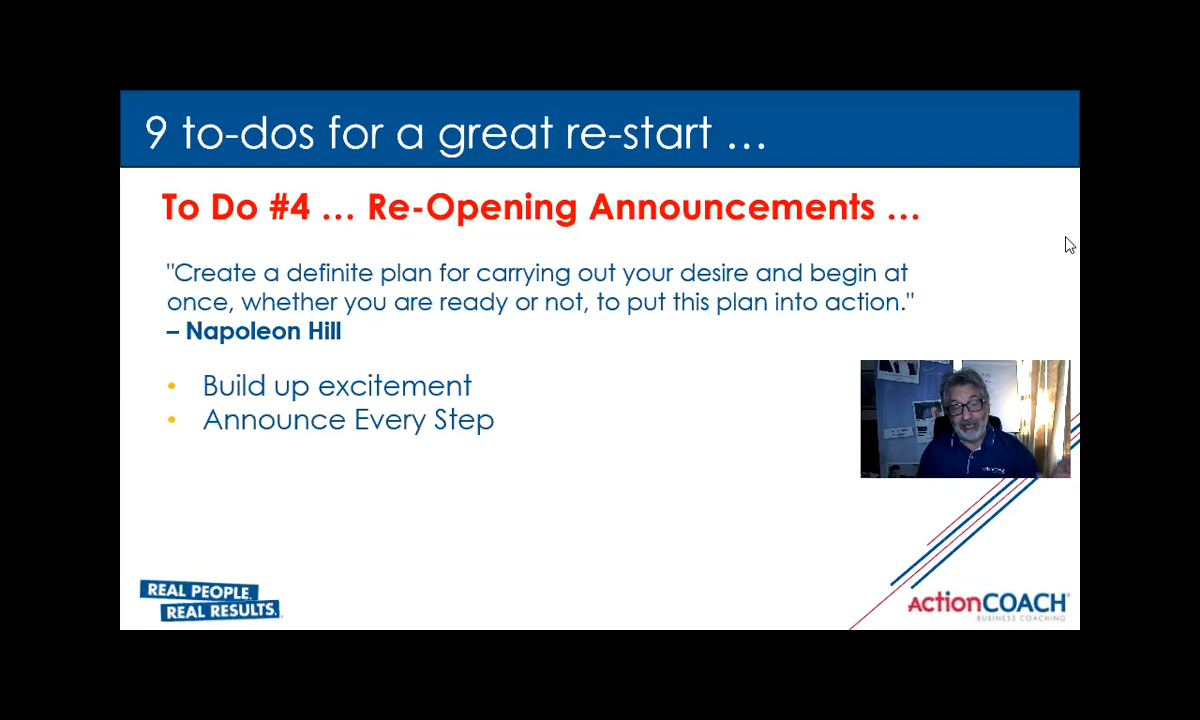 9 to-dos for a great re-start …
To Do #4 … Re-Opening Announcements …
"Create a definite plan for carrying out your desire and begin at
once, whether you are ready or not, to put this plan into action."
– Napoleon Hill
• Build up excitement
• Announce Every Step
REAL PEOPLE.
REAL RESULTS.
ActionCOACH®
BUSINESS COACHING